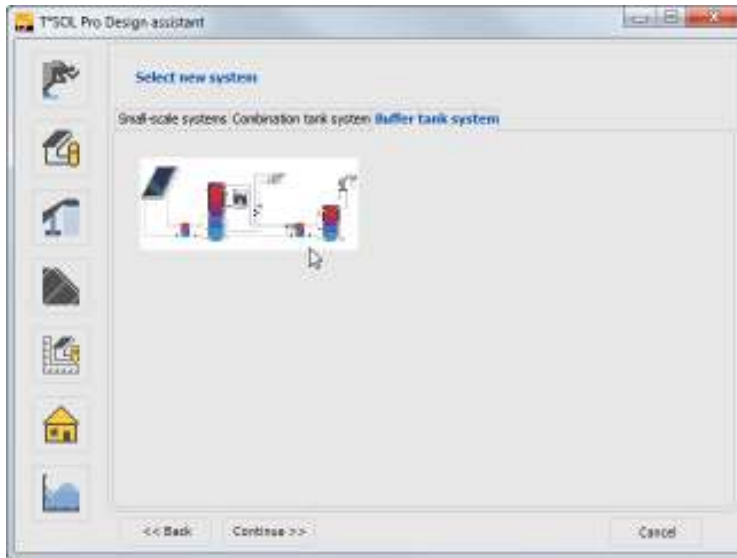 T*SOL Pro Design assistant
Select new system
Small-scale systems Combination tank system Buffer tank system
<< Back Continue >> Cancel